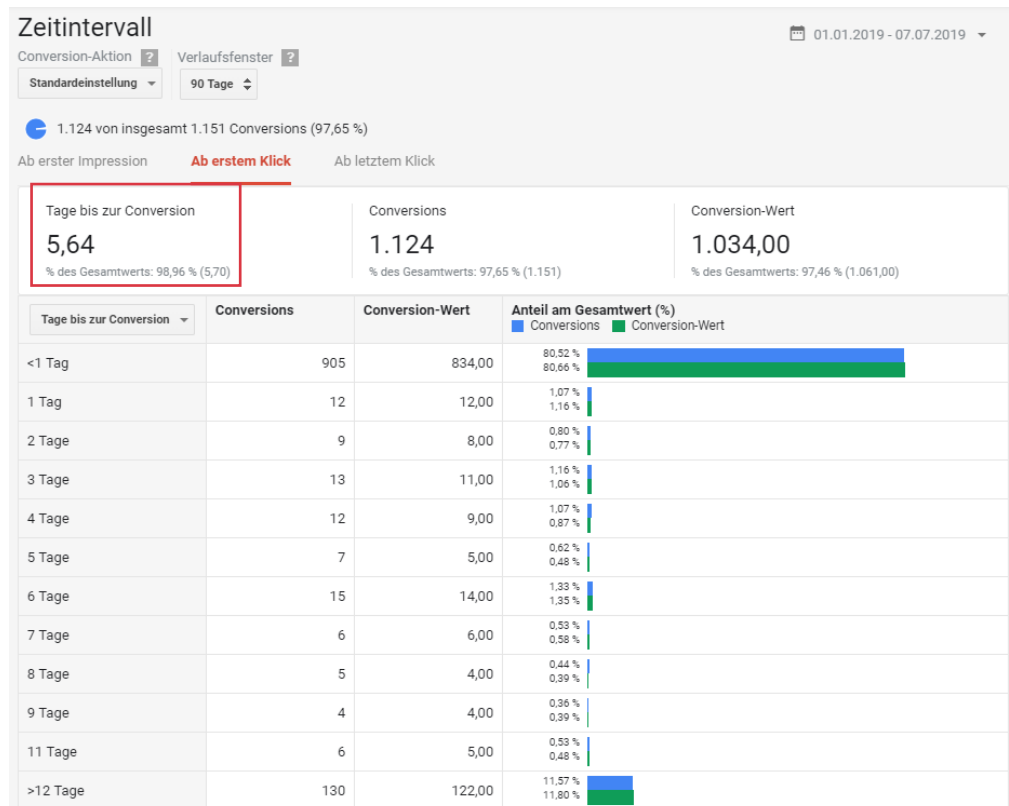 Zeitintervall
01.01.2019 - 07.07.2019
Conversion-Aktion ? Verlaufsfenster ?
Standardeinstellung 90 Tage
1.124 von insgesamt 1.151 Conversions (97,65 %)
Ab erster Impression Ab erstem Klick Ab letztem Klick
Tage bis zur Conversion Conversions Conversion-Wert
5,64 1.124 1.034,00
% des Gesamtwerts: 98,96 % (5,70) % des Gesamtwerts: 97,65 % (1.151) % des Gesamtwerts: 97,46 % (1.061,00)
Tage bis zur Conversion Conversions Conversion-Wert Anteil am Gesamtwert (%)
Conversions Conversion-Wert
<1 Tag 905 834,00 80,52 %
80,66 %
1 Tag 12 12,00 1,07 %
1,16 %
2 Tage 9 8,00 0,80 %
0,77 %
3 Tage 13 11,00 1,16 %
1,06 %
4 Tage 12 9,00 1,07 %
0,87 %
5 Tage 7 5,00 0,62 %
0,48 %
6 Tage 15 14,00 1,33 %
1,35 %
7 Tage 6 6,00 0,53 %
0,58 %
8 Tage 5 4,00 0,44 %
0,39 %
9 Tage 4 4,00 0,36 %
0,39 %
11 Tage 6 5,00 0,53 %
0,48 %
>12 Tage 130 122,00 11,57 %
11,80 %